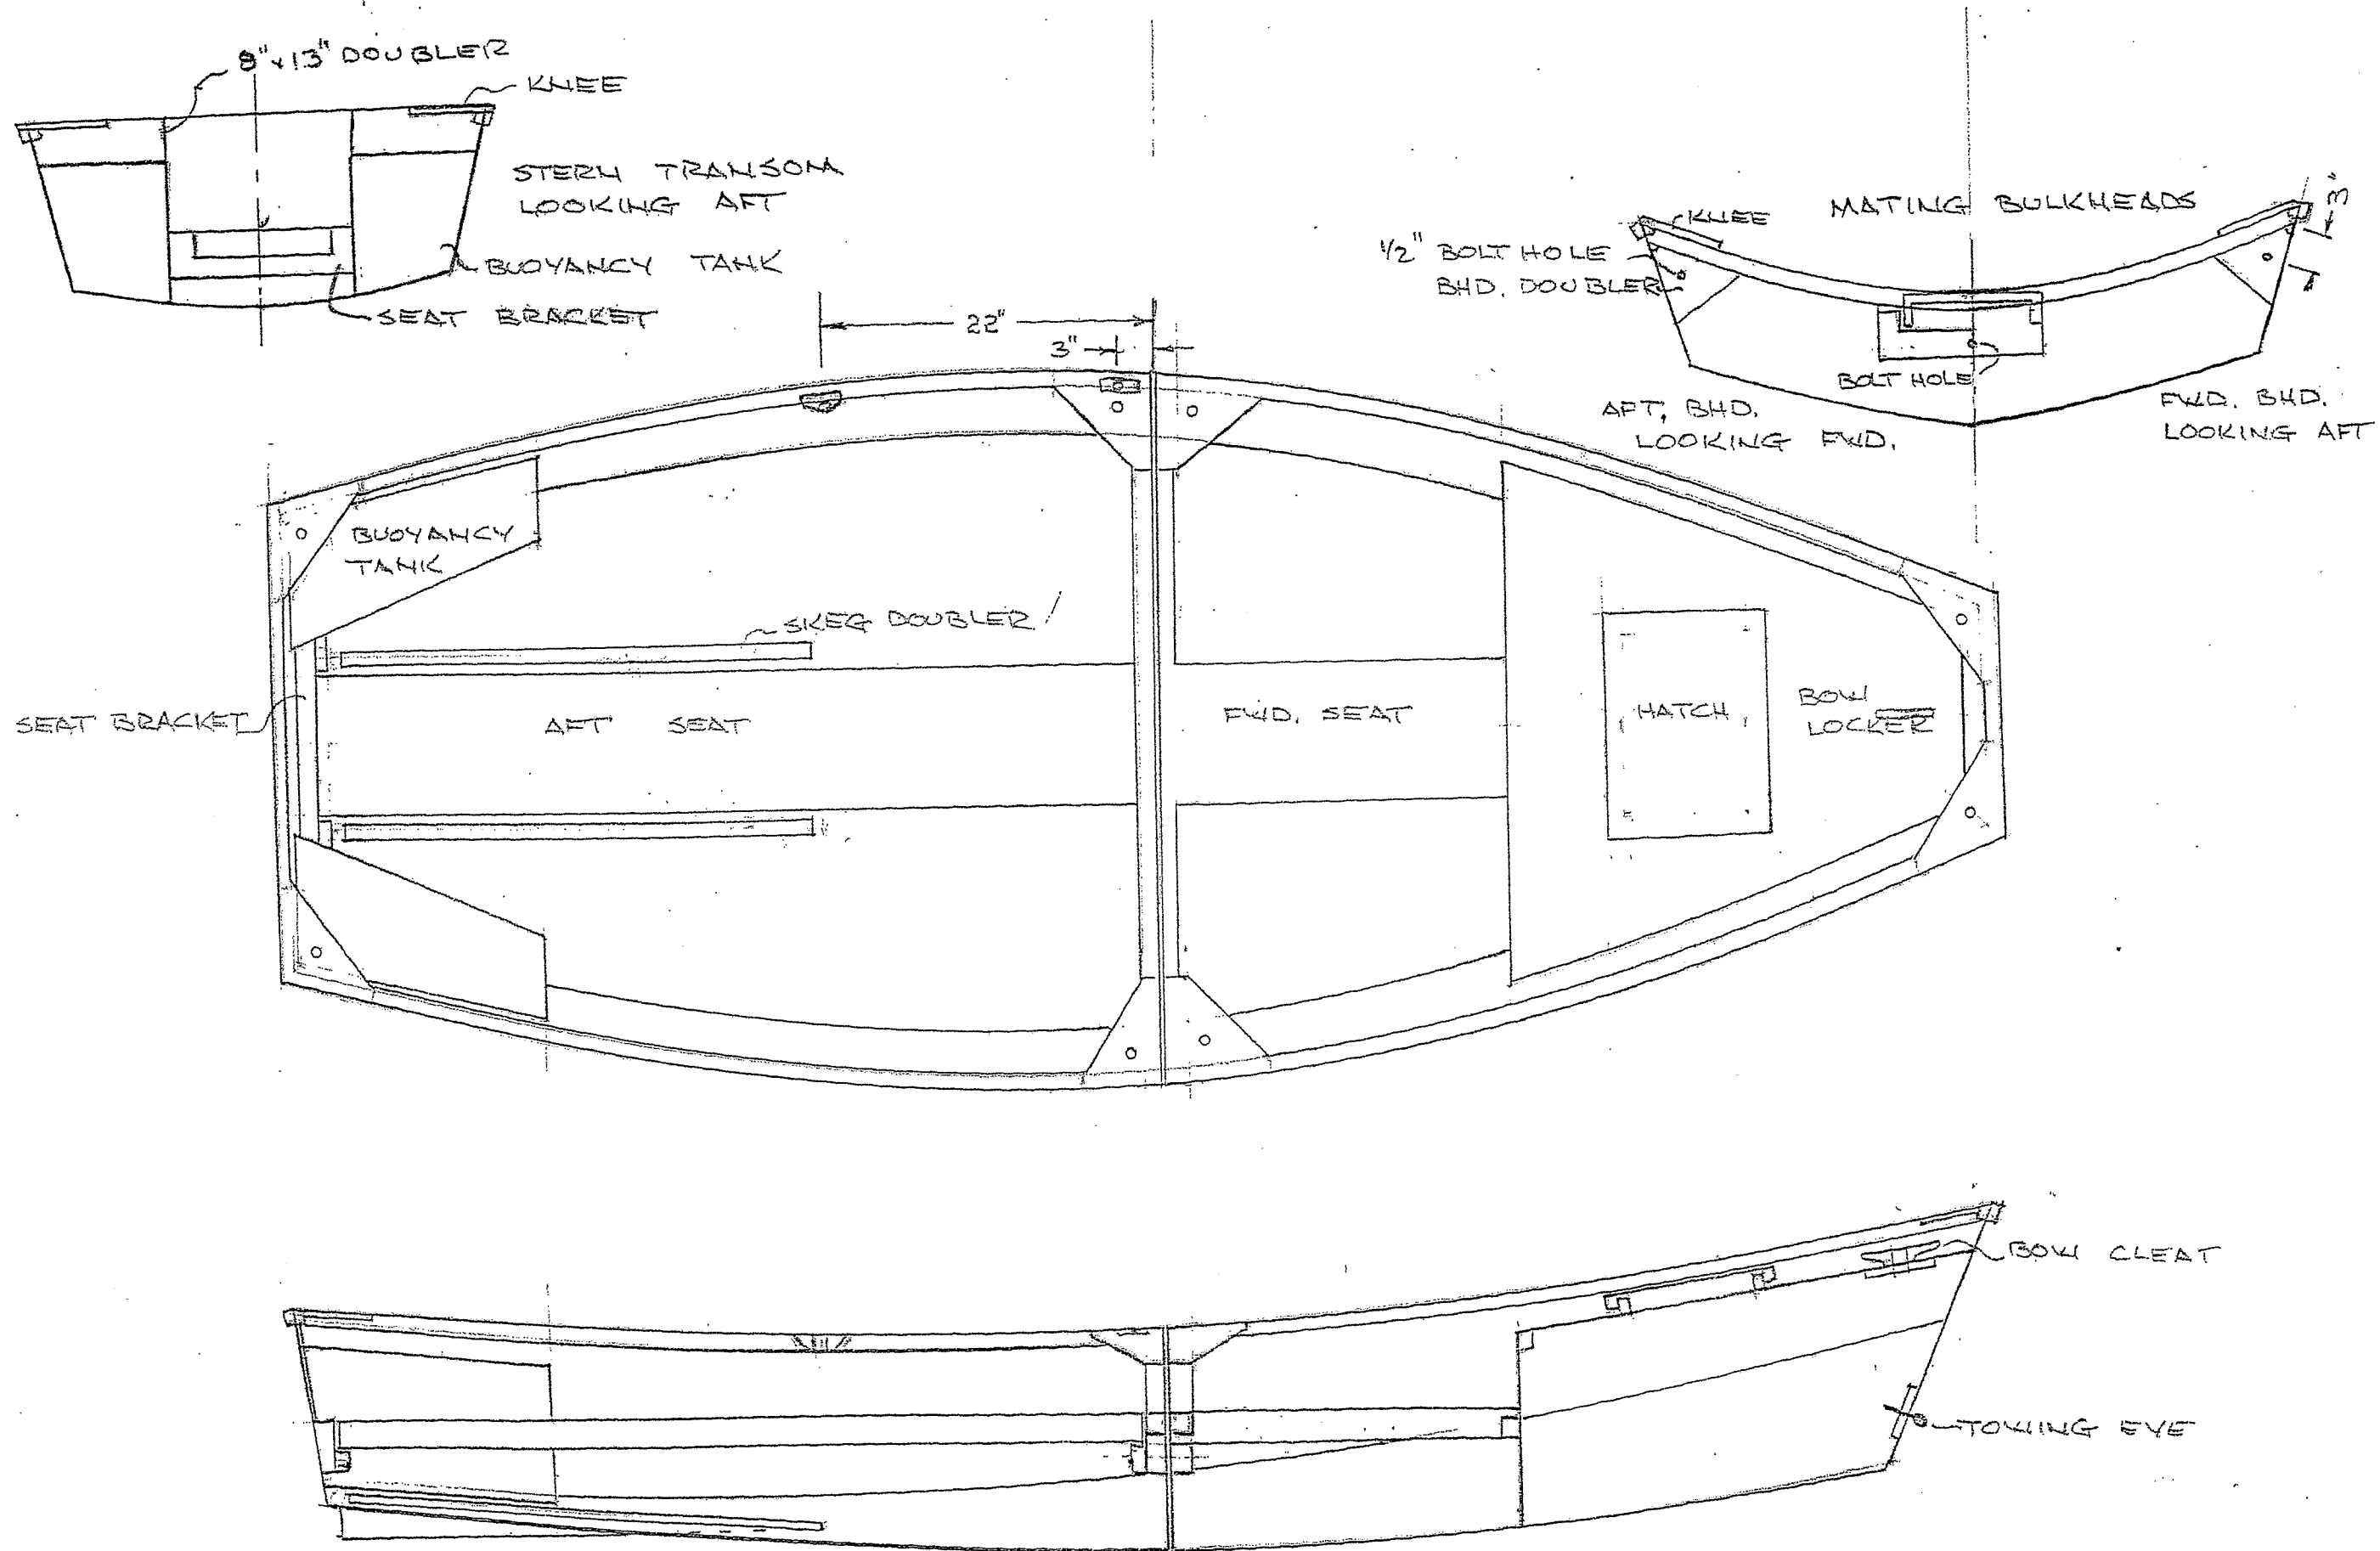 8" x 13" DOUBLER
KNEE
STERN TRANSOM
LOOKING AFT
BUOYANCY TANK
SEAT BRACKET
KNEE
MATING BULKHEADS
3"
1/2" BOLT HOLE
BHD. DOUBLER
BOLT HOLE
AFT, BHD.
LOOKING FWD.
FWD. BHD.
LOOKING AFT
22"
3"
BUOYANCY
TANK
SKEG DOUBLER
SEAT BRACKET
AFT SEAT
FWD. SEAT
HATCH
BOW
LOCKER
BOW CLEAT
TOWING EYE